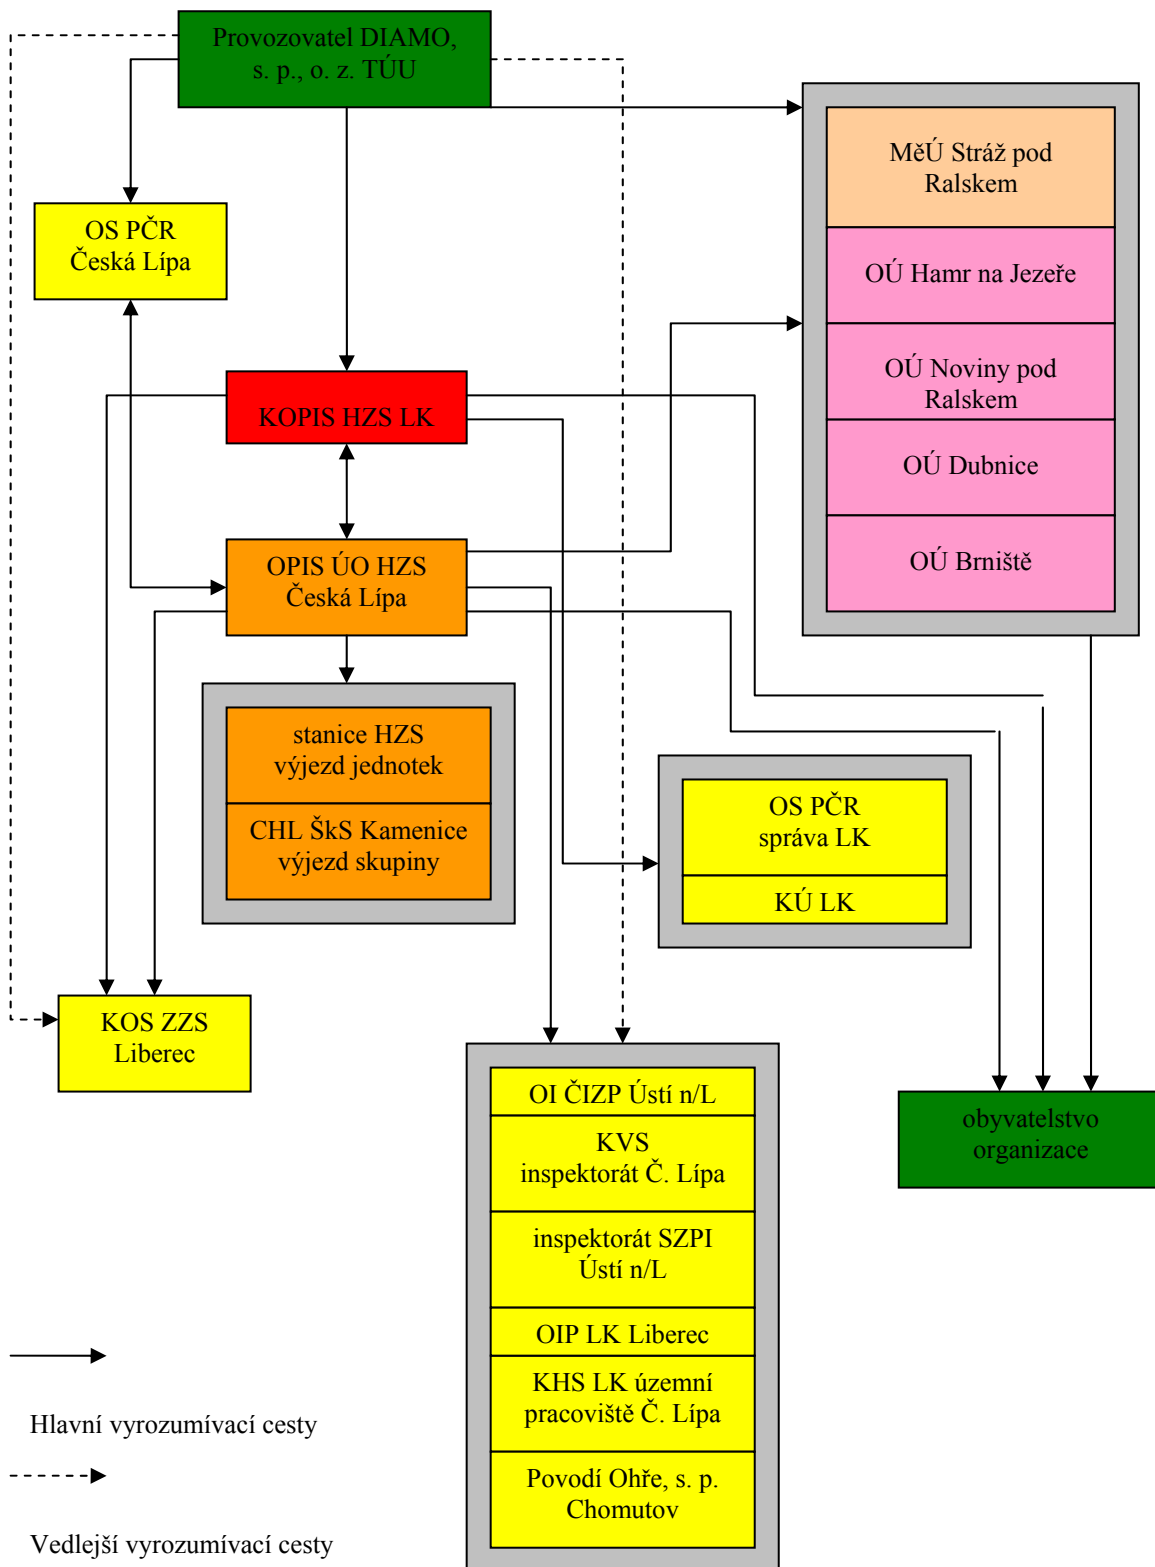 Provozovatel DIAMO,
s. p., o. z. TÚU
MěÚ Stráž pod
Ralskem
OS PČR
Česká Lípa
OÚ Hamr na Jezeře
OÚ Noviny pod
Ralskem
KOPIS HZS LK
OÚ Dubnice
OPIS ÚO HZS
Česká Lípa
OÚ Brniště
stanice HZS
výjezd jednotek
CHL ŠkS Kamenice
výjezd skupiny
OS PČR
správa LK
KÚ LK
KOS ZZS
Liberec
OI ČIZP Ústí n/L
KVS
inspektorát Č. Lípa
inspektorát SZPI
Ústí n/L
OIP LK Liberec
KHS LK územní
pracoviště Č. Lípa
Povodí Ohře, s. p.
Chomutov
obyvatelstvo
organizace
Hlavní vyrozumívací cesty
Vedlejší vyrozumívací cesty